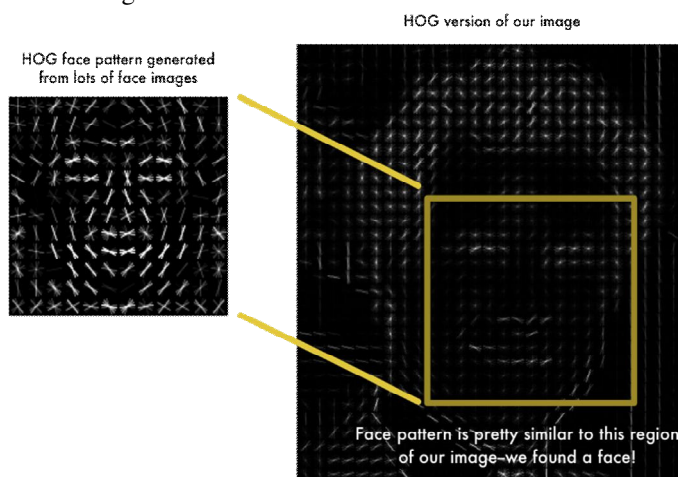 HOG version of our image
HOG face pattern generated
from lots of face images
Face pattern is pretty similar to this region
of our image–we found a face!